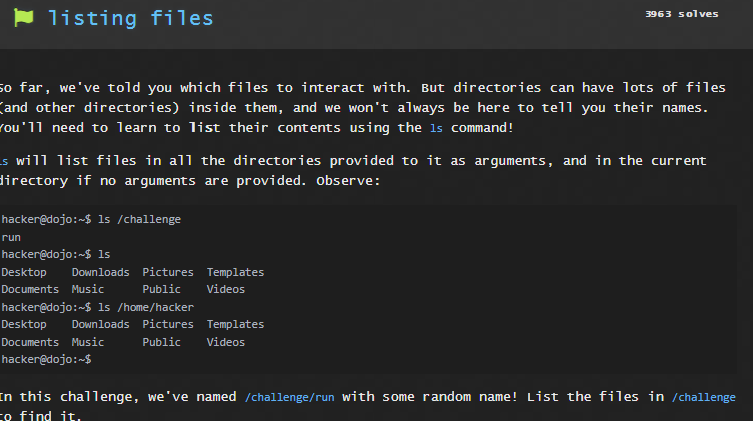 listing files
3963 solves
So far, we've told you which files to interact with. But directories can have lots of files
(and other directories) inside them, and we won't always be here to tell you their names.
You'll need to learn to list their contents using the ls command!
ls will list files in all the directories provided to it as arguments, and in the current
directory if no arguments are provided. Observe:
hacker@dojo:~$ ls /challenge
run
hacker@dojo:~$ ls
Desktop    Downloads  Pictures  Templates
Documents  Music      Public    Videos
hacker@dojo:~$ ls /home/hacker
Desktop    Downloads  Pictures  Templates
Documents  Music      Public    Videos
hacker@dojo:~$
In this challenge, we've named /challenge/run with some random name! List the files in /challenge
to find it.